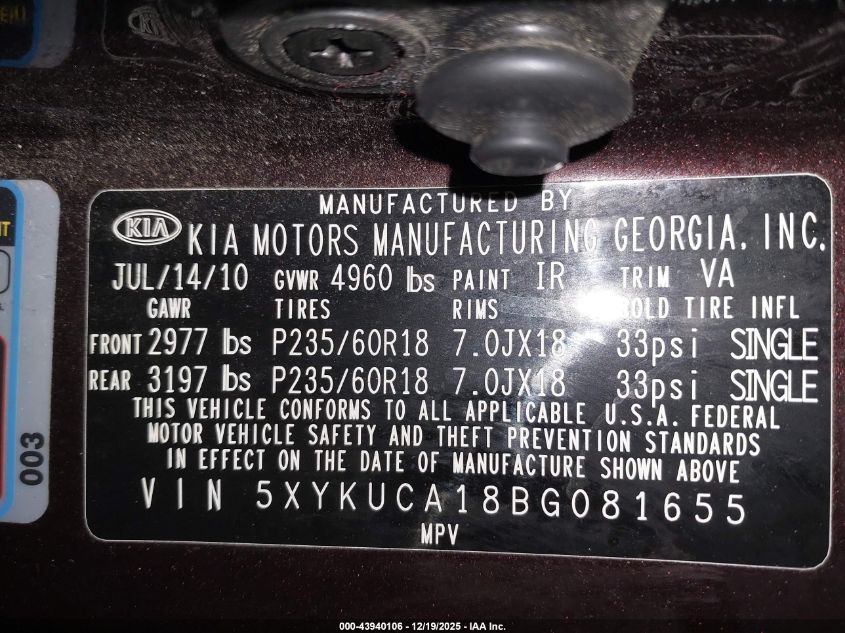 MANUFACTURED BY
KIA KIA MOTORS MANUFACTURING GEORGIA, INC.
JUL/14/10 GVWR 4960 lbs PAINT IR TRIM VA
GAWR TIRES RIMS COLD TIRE INFL
FRONT 2977 lbs P235/60R18 7.0JX18 33psi SINGLE
REAR 3197 lbs P235/60R18 7.0JX18 33psi SINGLE
THIS VEHICLE CONFORMS TO ALL APPLICABLE U.S.A. FEDERAL
MOTOR VEHICLE SAFETY AND THEFT PREVENTION STANDARDS
IN EFFECT ON THE DATE OF MANUFACTURE SHOWN ABOVE
VIN 5XYKUCA18BG081655
MPV
003
000-43940106 - 12/19/2025 - IAA Inc.